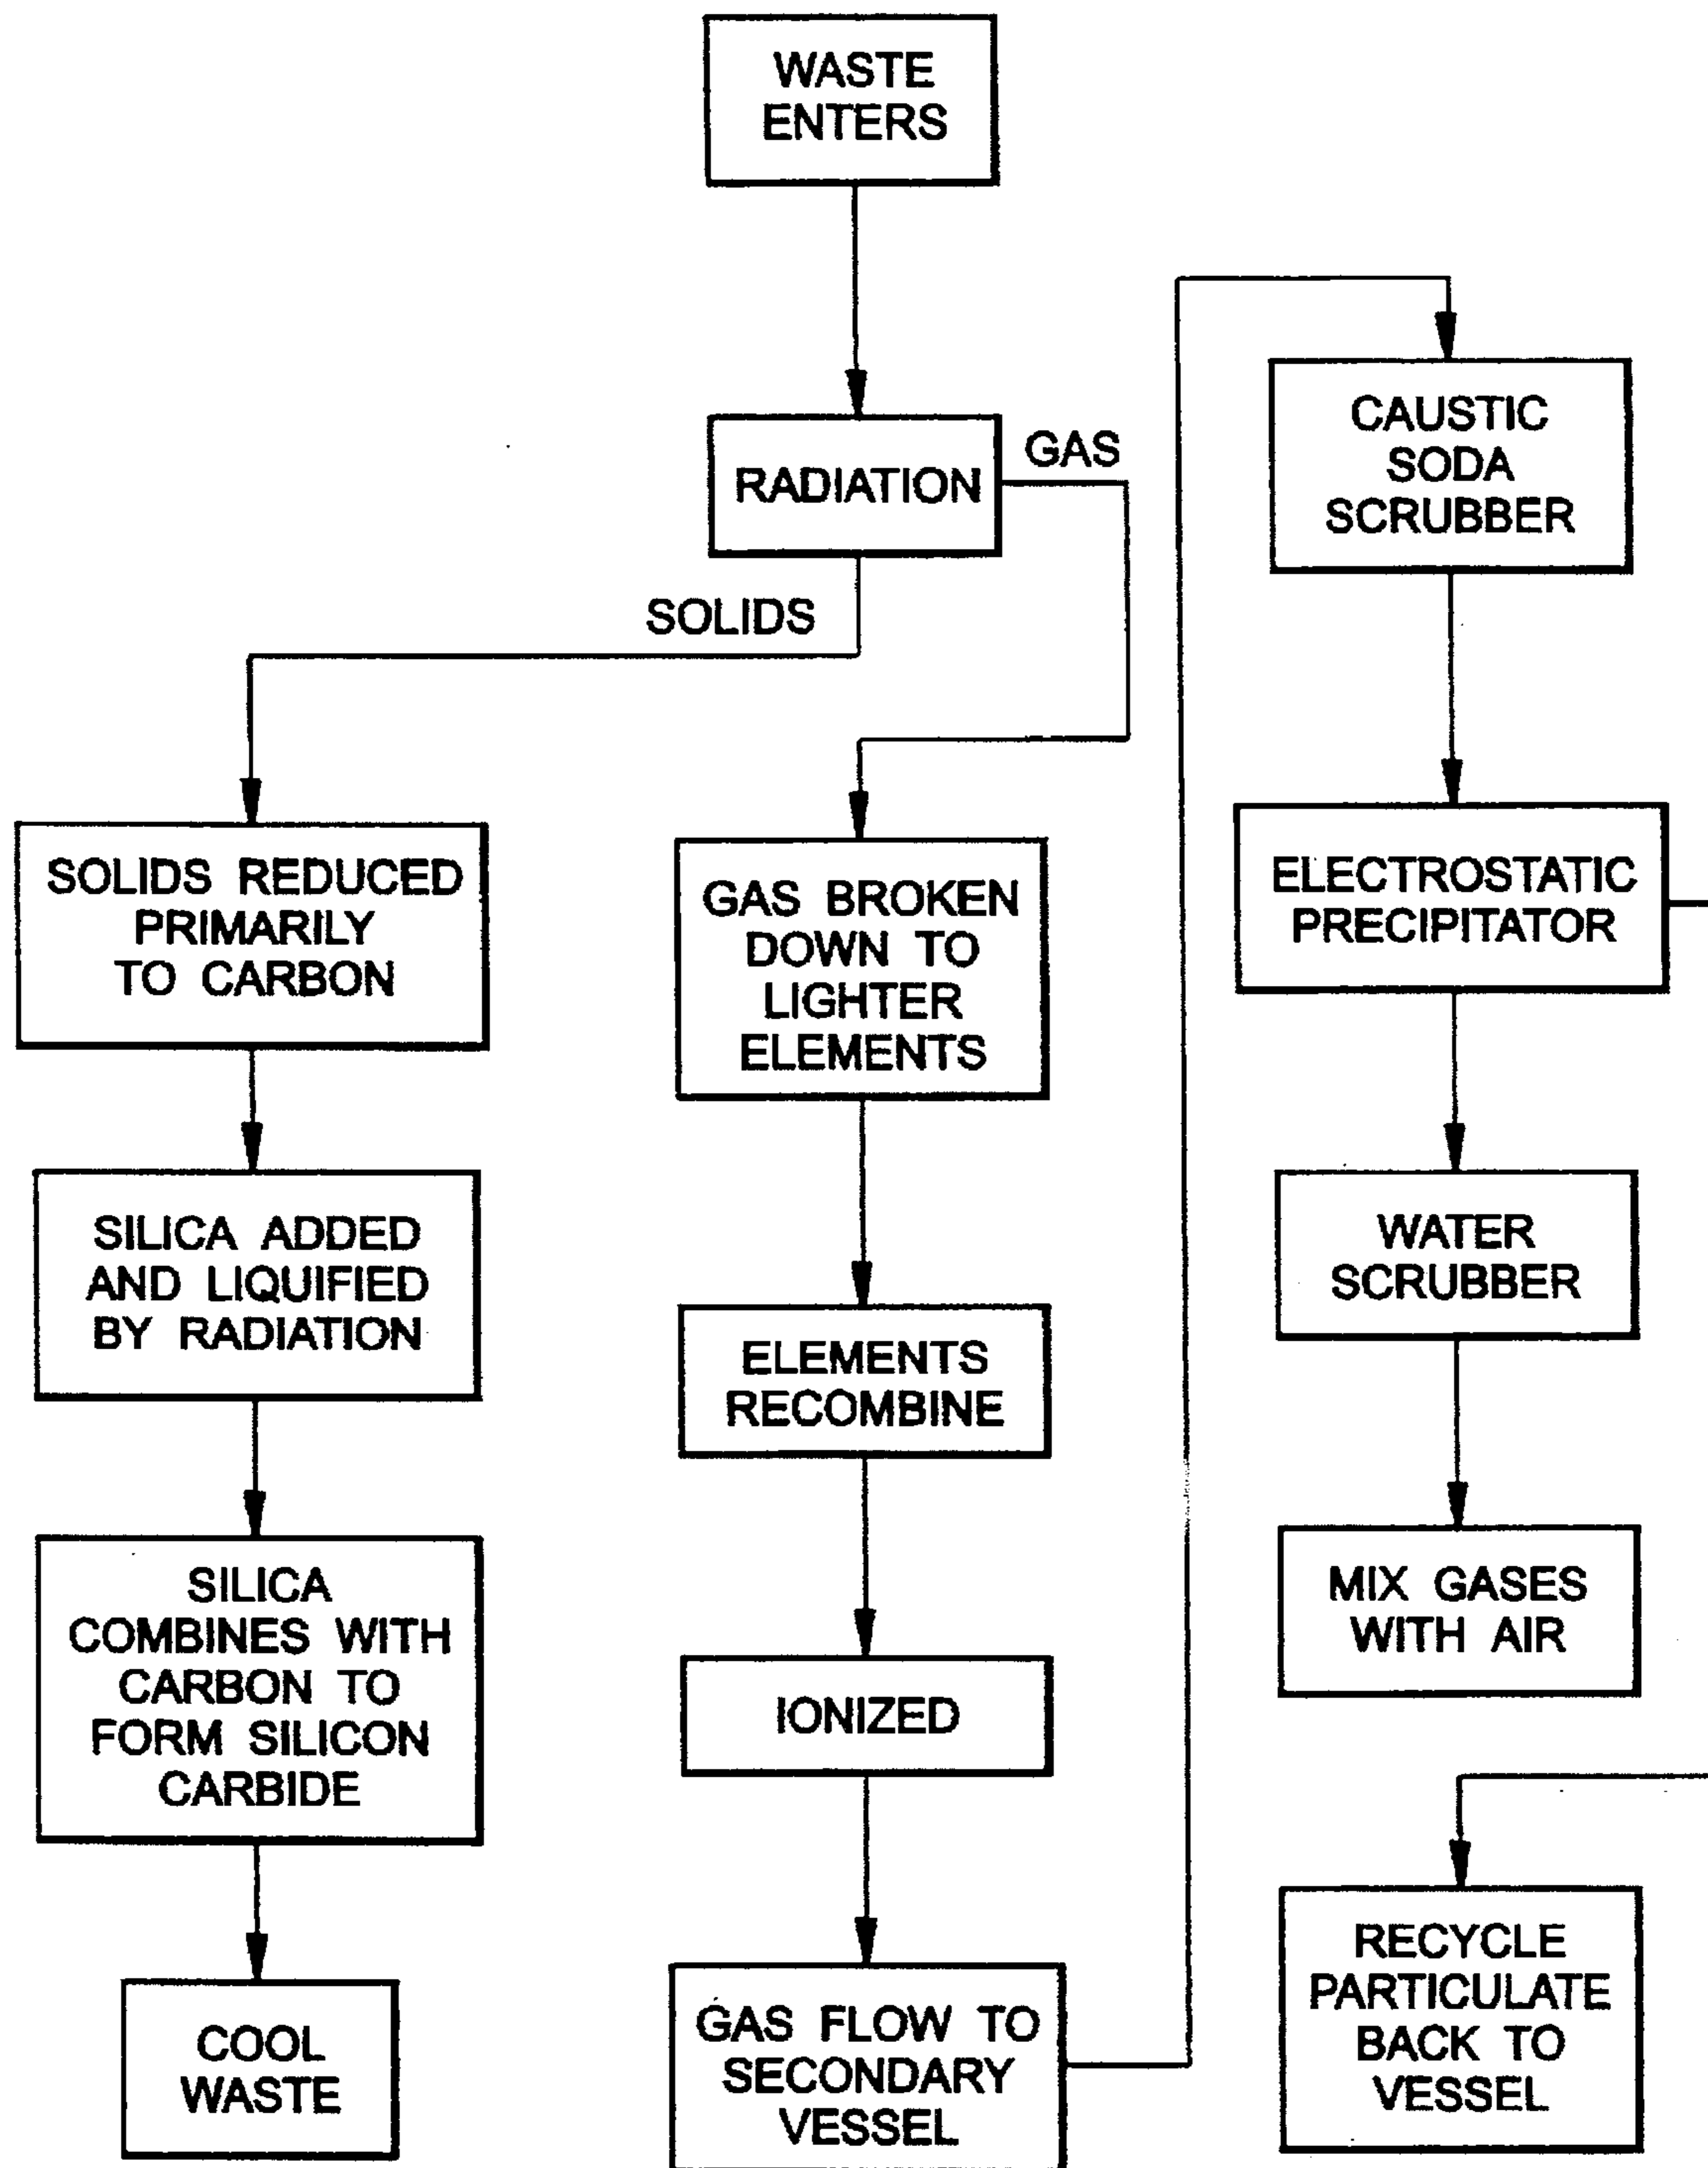 WASTE
ENTERS
RADIATION
GAS
SOLIDS
SOLIDS REDUCED
PRIMARILY
TO CARBON
SILICA ADDED
AND LIQUIFIED
BY RADIATION
SILICA
COMBINES WITH
CARBON TO
FORM SILICON
CARBIDE
COOL
WASTE
GAS BROKEN
DOWN TO
LIGHTER
ELEMENTS
ELEMENTS
RECOMBINE
IONIZED
GAS FLOW TO
SECONDARY
VESSEL
CAUSTIC
SODA
SCRUBBER
ELECTROSTATIC
PRECIPITATOR
WATER
SCRUBBER
MIX GASES
WITH AIR
RECYCLE
PARTICULATE
BACK TO
VESSEL